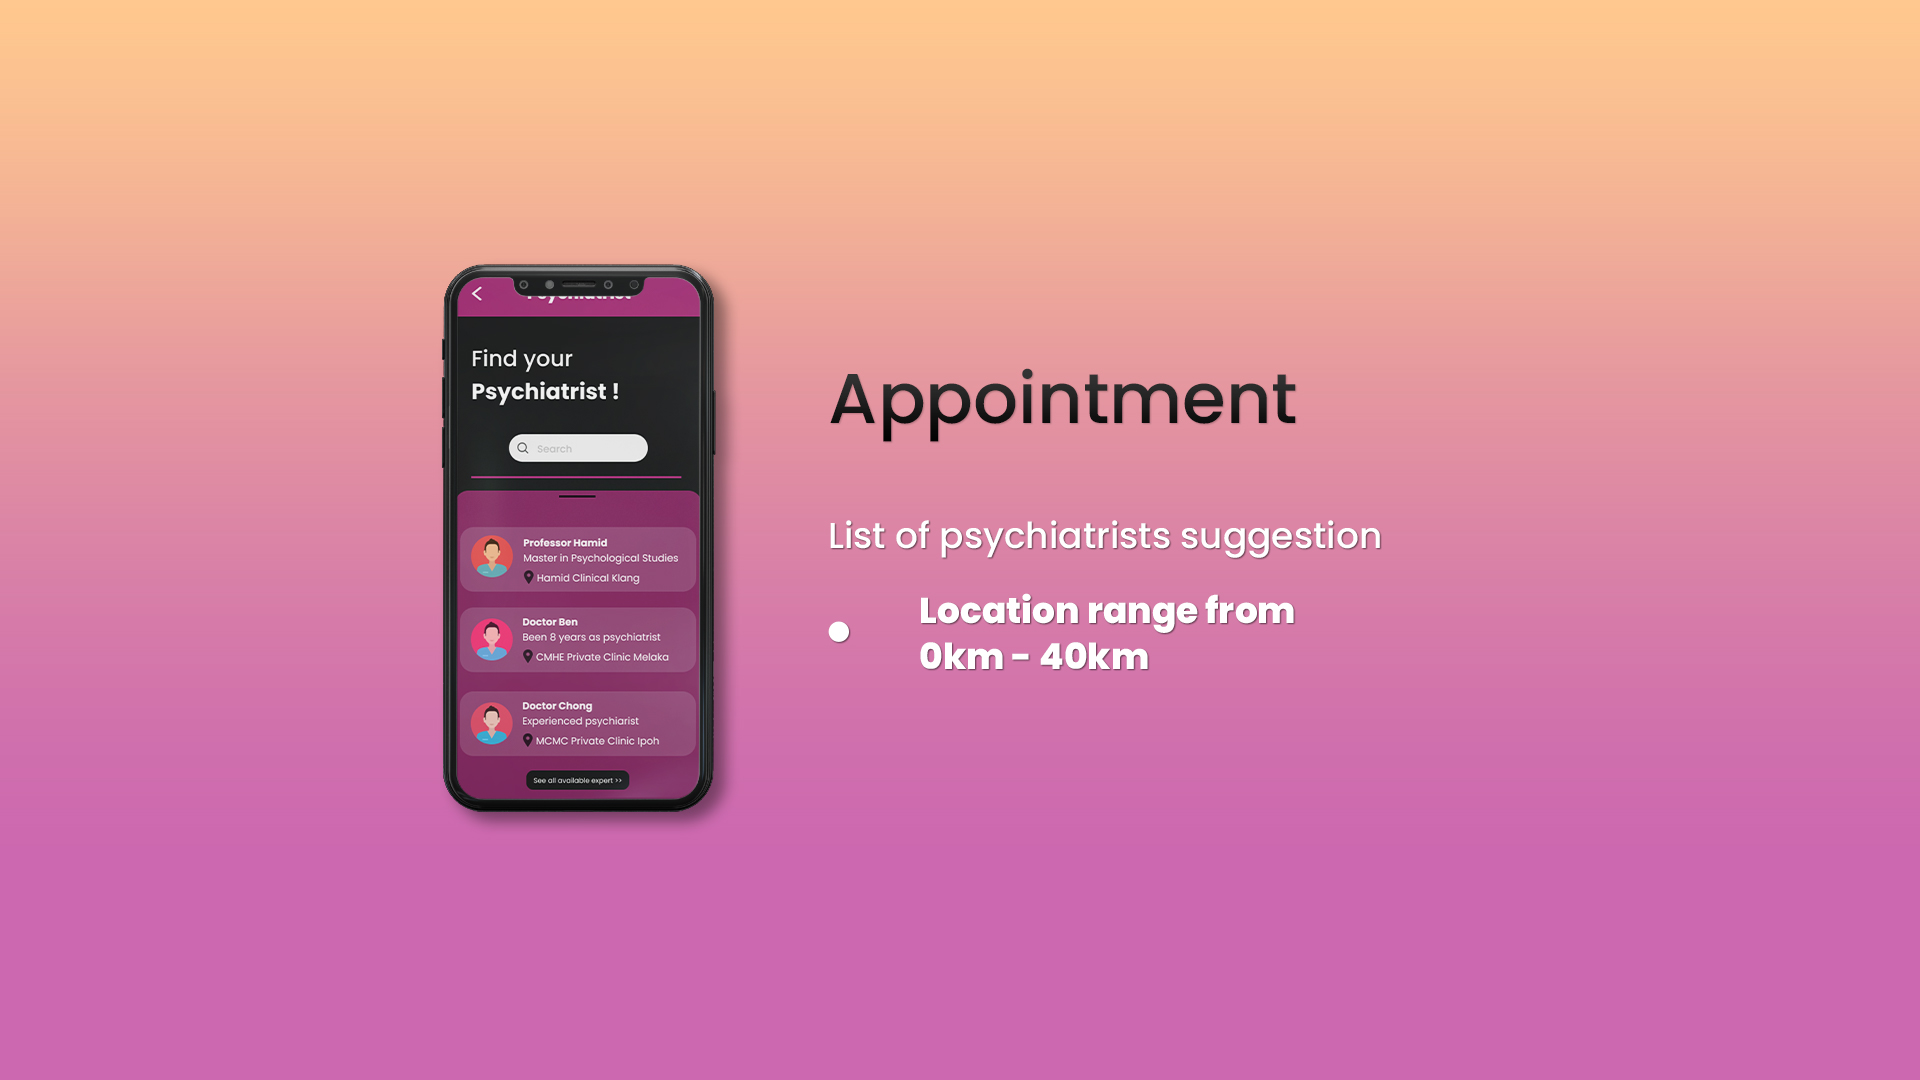 Psychiatrist
Find your
Psychiatrist !
Search
Professor Hamid
Master in Psychological Studies
Hamid Clinical Klang
Doctor Ben
Been 8 years as psychiatrist
CMHE Private Clinic Melaka
Doctor Chong
Experienced psychiarist
MCMC Private Clinic Ipoh
See all available expert >>
Appointment
List of psychiatrists suggestion
Location range from
0km - 40km